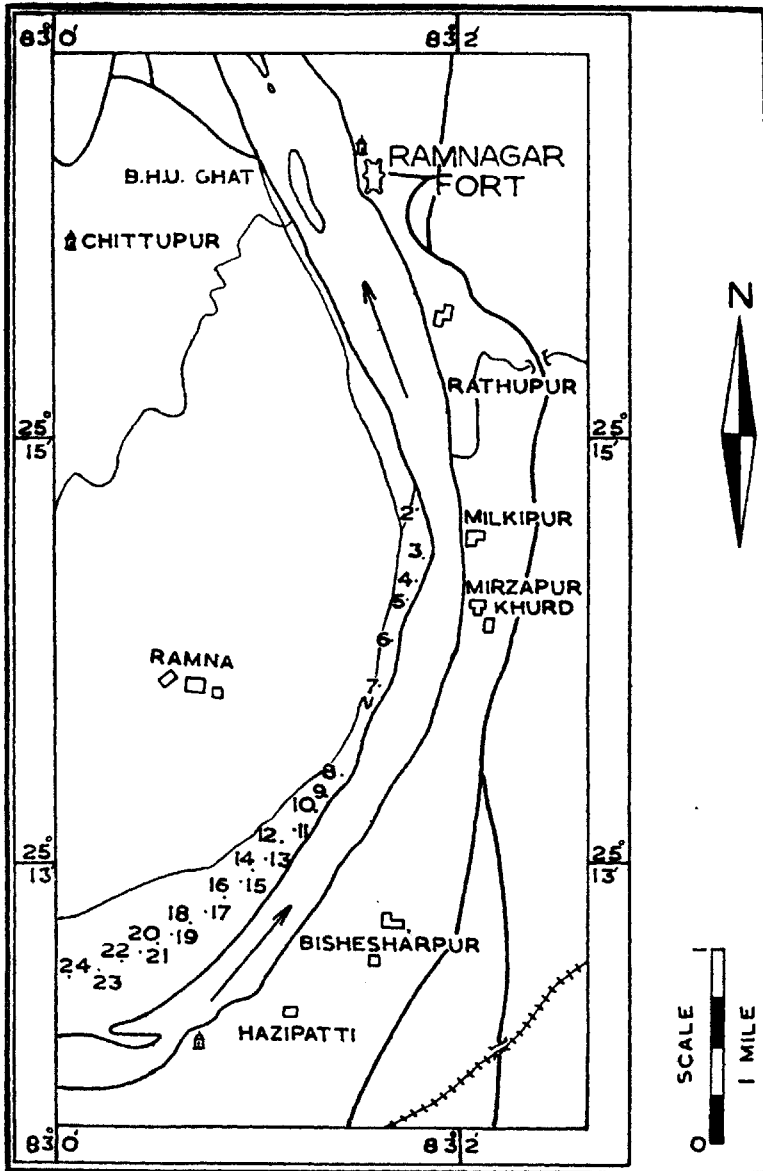 83° 0'
83° 2'
RAMNAGAR
FORT
B.H.U. GHAT
CHITTUPUR
N
RATHUPUR
25°
15'
25°
15'
2
MILKIPUR
3
4
MIRZAPUR
5
KHURD
6
RAMNA
7
8
9
10
11
12
25°
13'
25°
13'
14
13
16
15
18
17
20
19
BISHESHARPUR
22
21
24
23
HAZIPATTI
SCALE
0
1
1 MILE
83° 0'
83° 2'